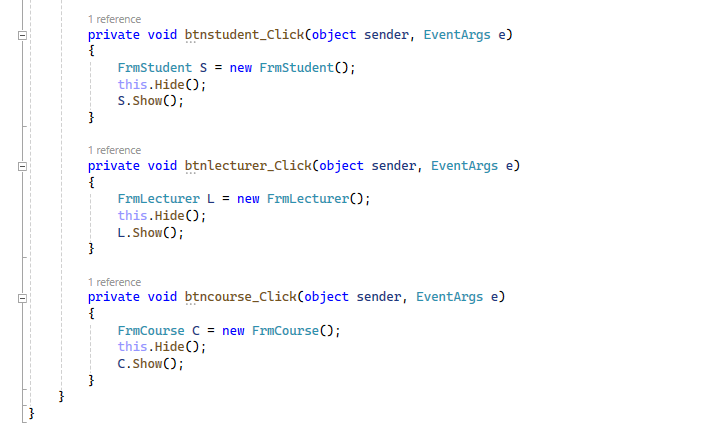 1 reference
private void btnstudent_Click(object sender, EventArgs e)
{
FrmStudent S = new FrmStudent();
this.Hide();
S.Show();
}
1 reference
private void btnlecturer_Click(object sender, EventArgs e)
{
FrmLecturer L = new FrmLecturer();
this.Hide();
L.Show();
}
1 reference
private void btncourse_Click(object sender, EventArgs e)
{
FrmCourse C = new FrmCourse();
this.Hide();
C.Show();
}
}
}